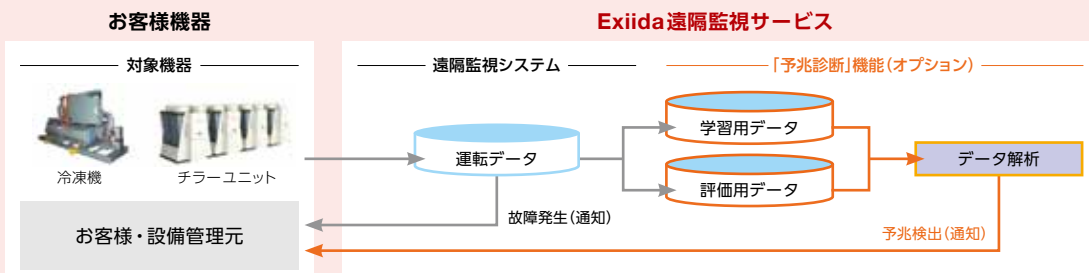 お客様機器
Exiida遠隔監視サービス
対象機器
遠隔監視システム
「予兆診断」機能(オプション)
冷凍機
チラーユニット
運転データ
学習用データ
評価用データ
データ解析
お客様・設備管理元
故障発生(通知)
予兆検出(通知)